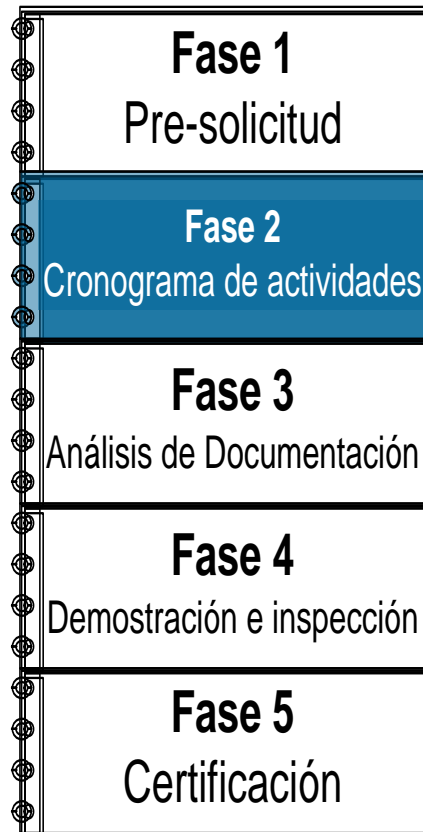 Fase 1
Pre-solicitud
Fase 2
Cronograma de actividades
Fase 3
Análisis de Documentación
Fase 4
Demostración e inspección
Fase 5
Certificación